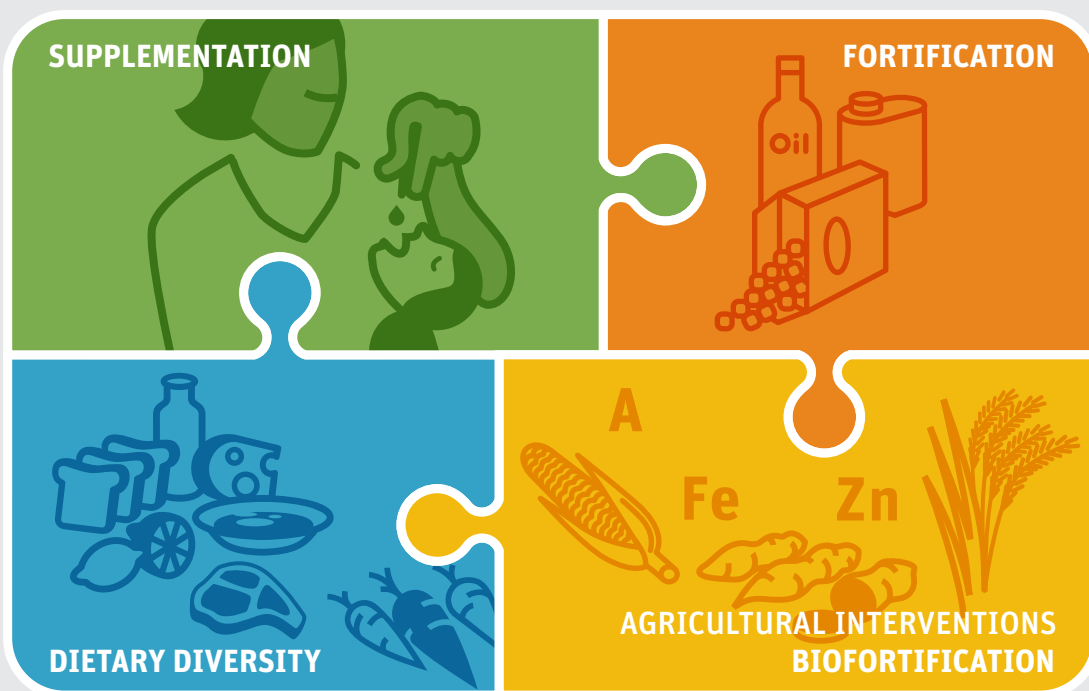 SUPPLEMENTATION
FORTIFICATION
Oil
A
Fe
Zn
DIETARY DIVERSITY
AGRICULTURAL INTERVENTIONS
BIOFORTIFICATION